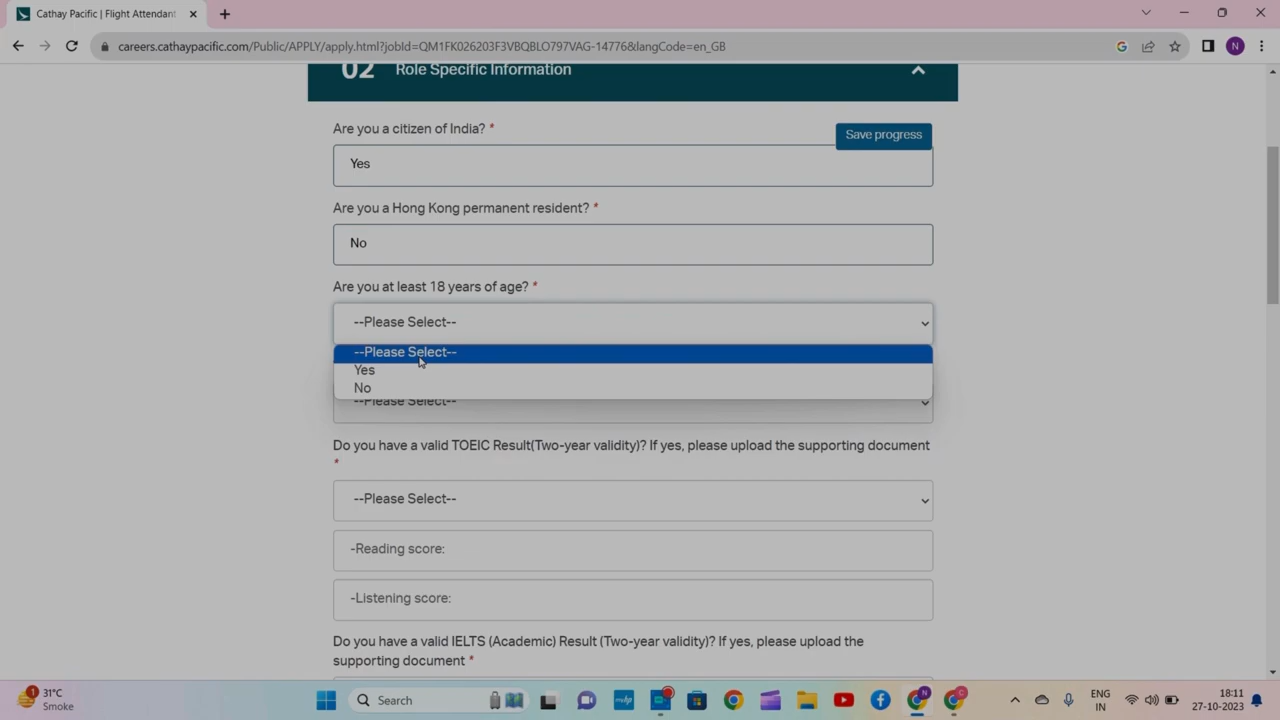 Cathay Pacific | Flight Attendant
careers.cathaypacific.com/Public/APPLY/apply.html?jobId=QM1FK026203F3VBQBLO797VAG-14776&langCode=en_GB
N
02 Role Specific Information
Are you a citizen of India? *
Save progress
Yes
Are you a Hong Kong permanent resident? *
No
Are you at least 18 years of age? *
--Please Select--
--Please Select--
Yes
No
--Please Select--
Do you have a valid TOEIC Result(Two-year validity)? If yes, please upload the supporting document
*
--Please Select--
-Reading score:
-Listening score:
Do you have a valid IELTS (Academic) Result (Two-year validity)? If yes, please upload the
supporting document *
1
31°C
Smoke
Search
N
C
ENG
IN
18:11
27-10-2023